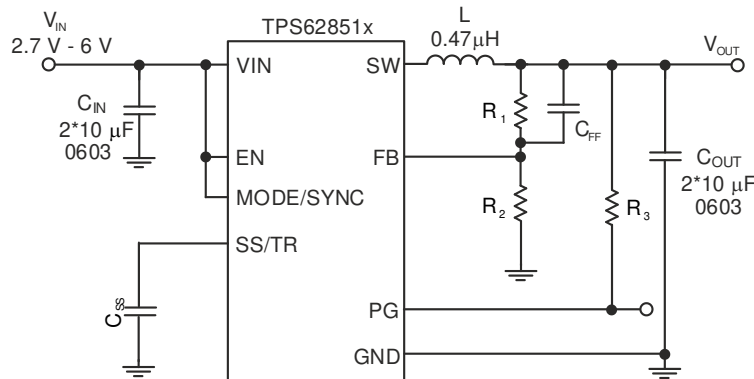 TPS62851x
V_IN
2.7 V - 6 V
L
0.47μH
V_OUT
VIN
SW
C_IN
2*10 μF
0603
R_1
C_FF
EN
FB
C_OUT
2*10 μF
0603
MODE/SYNC
R_2
R_3
SS/TR
C_SS
PG
GND